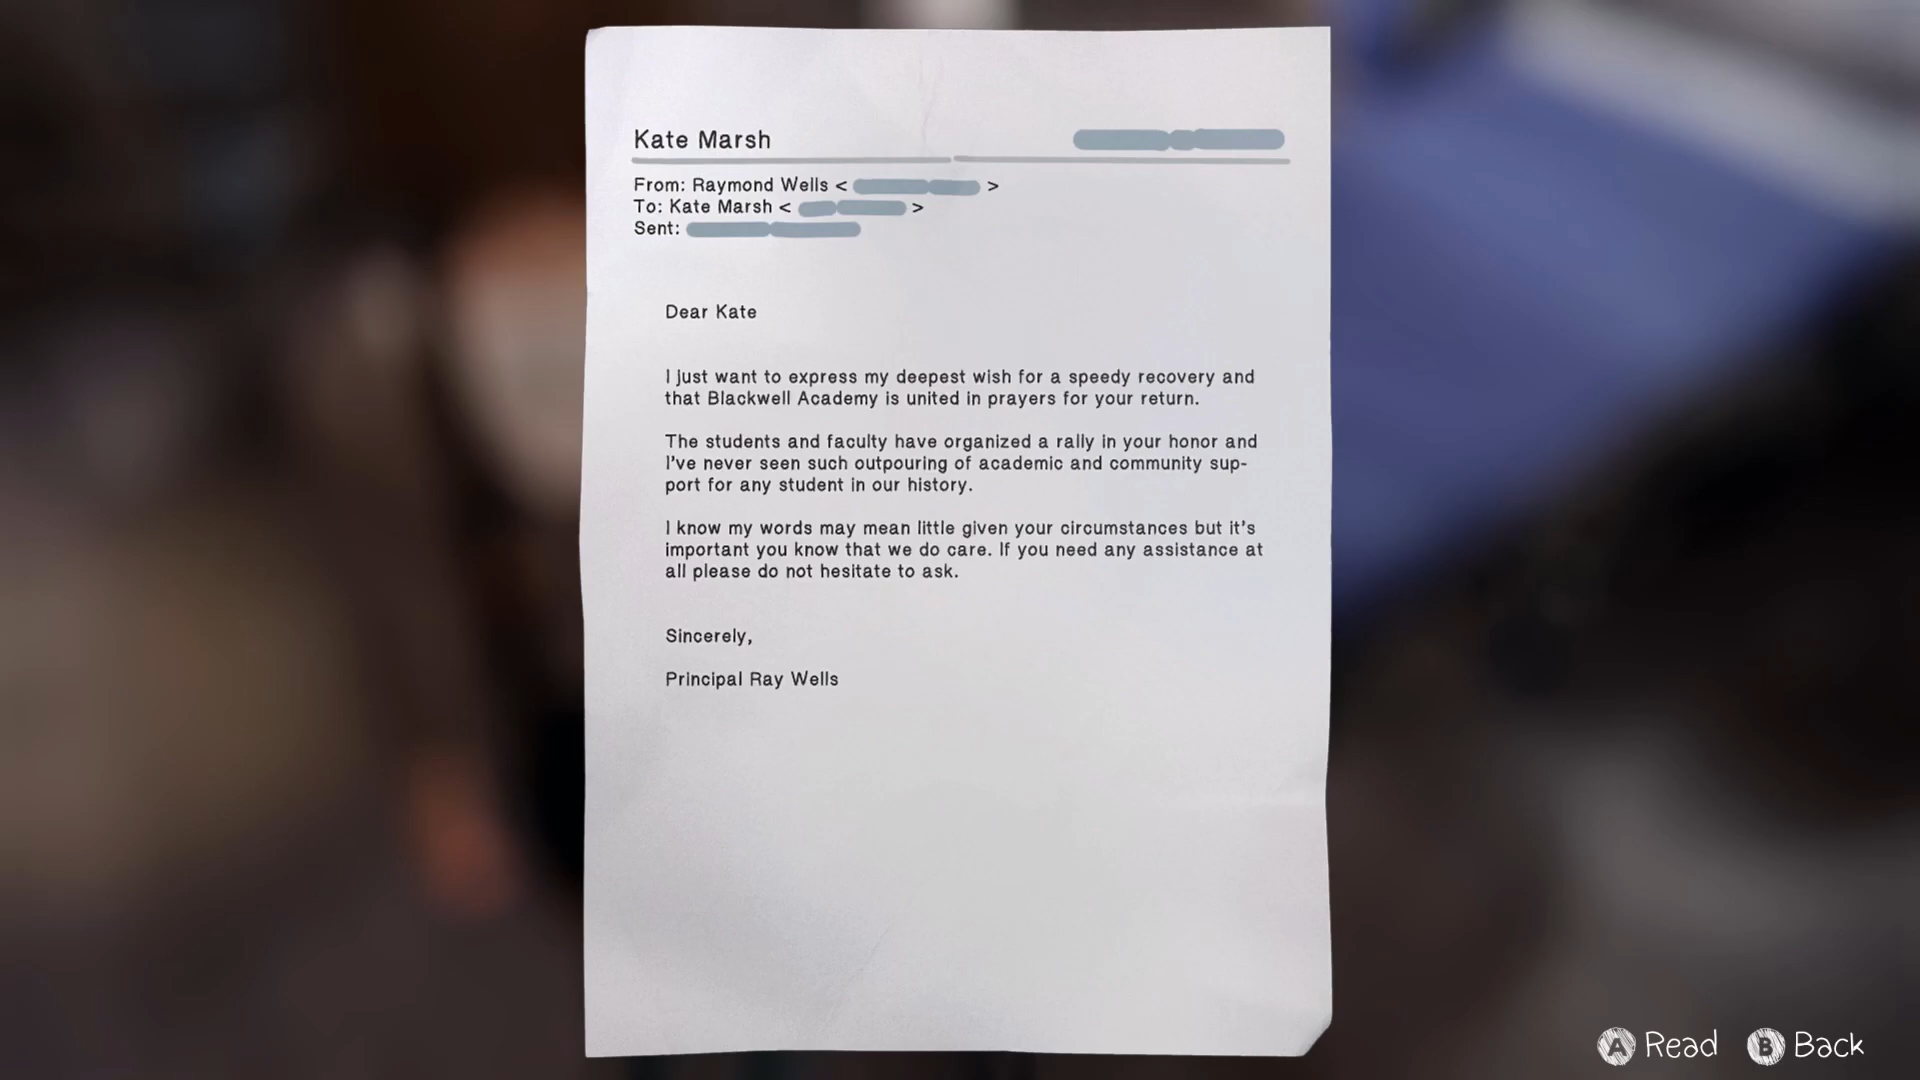 Kate Marsh
From: Raymond Wells < >
To: Kate Marsh < >
Sent:
Dear Kate
I just want to express my deepest wish for a speedy recovery and
that Blackwell Academy is united in prayers for your return.
The students and faculty have organized a rally in your honor and
I've never seen such outpouring of academic and community sup-
port for any student in our history.
I know my words may mean little given your circumstances but it's
important you know that we do care. If you need any assistance at
all please do not hesitate to ask.
Sincerely,
Principal Ray Wells
A Read B Back